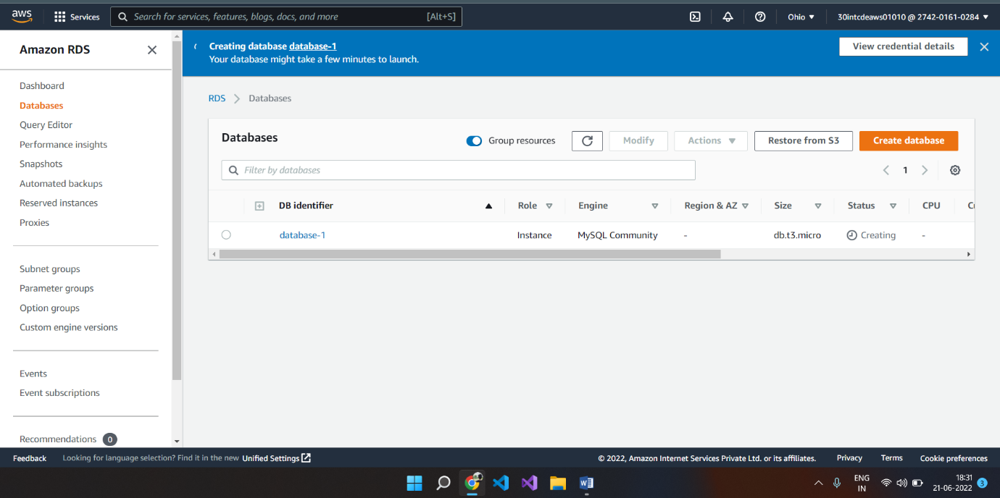 aws Services Search for services, features, blogs, docs, and more [Alt+S] Ohio 30intcdeaws01010 @ 2742-0161-0284
Amazon RDS
Dashboard
Databases
Query Editor
Performance insights
Snapshots
Automated backups
Reserved instances
Proxies
Subnet groups
Parameter groups
Option groups
Custom engine versions
Events
Event subscriptions
Recommendations 0
Creating database database-1
Your database might take a few minutes to launch.
View credential details
RDS Databases
Databases
Group resources Modify Actions Restore from S3 Create database
Filter by databases 1
DB identifier Role Engine Region & AZ Size Status CPU
database-1 Instance MySQL Community - db.t3.micro Creating -
Feedback Looking for language selection? Find it in the new Unified Settings © 2022, Amazon Internet Services Private Ltd. or its affiliates. Privacy Terms Cookie preferences
ENG
IN
18:31
21-06-2022
3